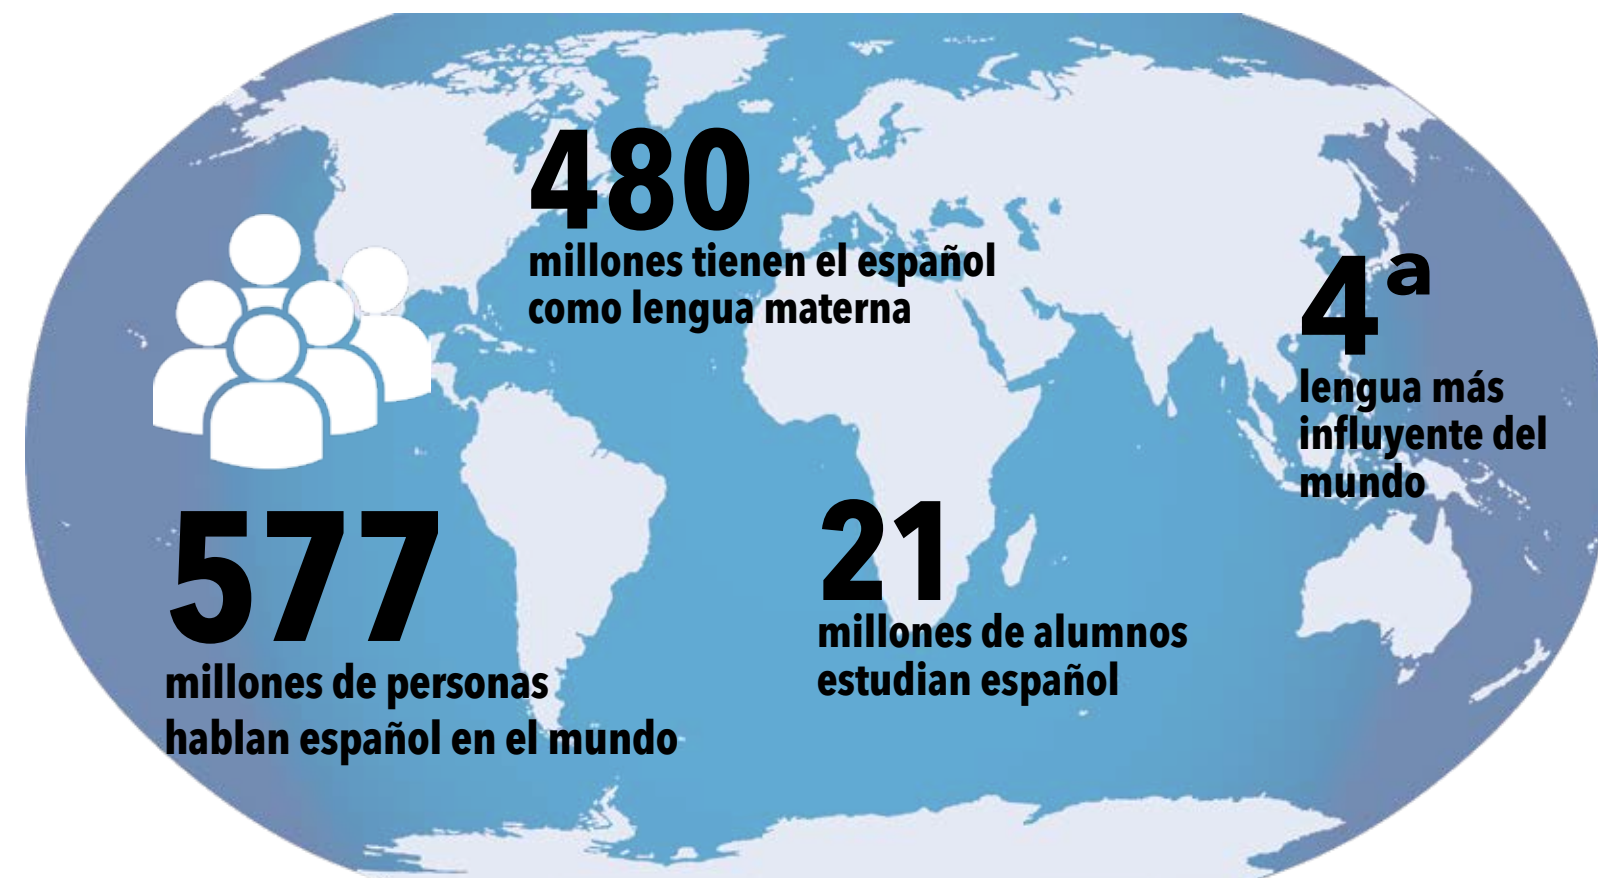 480
millones tienen el español
como lengua materna
4ª
lengua más
influyente del
mundo
577
millones de personas
hablan español en el mundo
21
millones de alumnos
estudian español